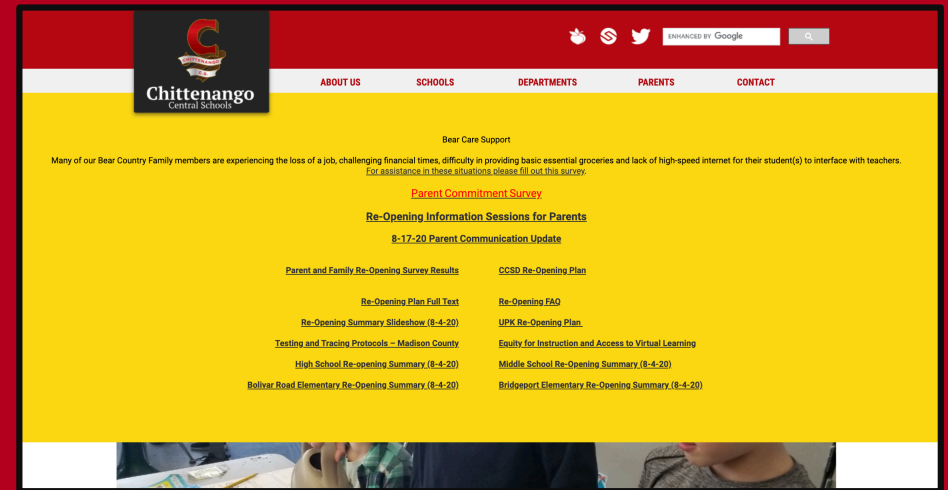 C
CHITTENANGO
C. S.
Chittenango
Central Schools
ENHANCED BY Google
ABOUT US SCHOOLS DEPARTMENTS PARENTS CONTACT
Bear Care Support
Many of our Bear Country Family members are experiencing the loss of a job, challenging financial times, difficulty in providing basic essential groceries and lack of high-speed internet for their student(s) to interface with teachers.
For assistance in these situations please fill out this survey.
Parent Commitment Survey
Re-Opening Information Sessions for Parents
8-17-20 Parent Communication Update
Parent and Family Re-Opening Survey Results CCSD Re-Opening Plan
Re-Opening Plan Full Text Re-Opening FAQ
Re-Opening Summary Slideshow (8-4-20) UPK Re-Opening Plan
Testing and Tracing Protocols – Madison County Equity for Instruction and Access to Virtual Learning
High School Re-opening Summary (8-4-20) Middle School Re-Opening Summary (8-4-20)
Bolivar Road Elementary Re-Opening Summary (8-4-20) Bridgeport Elementary Re-Opening Summary (8-4-20)